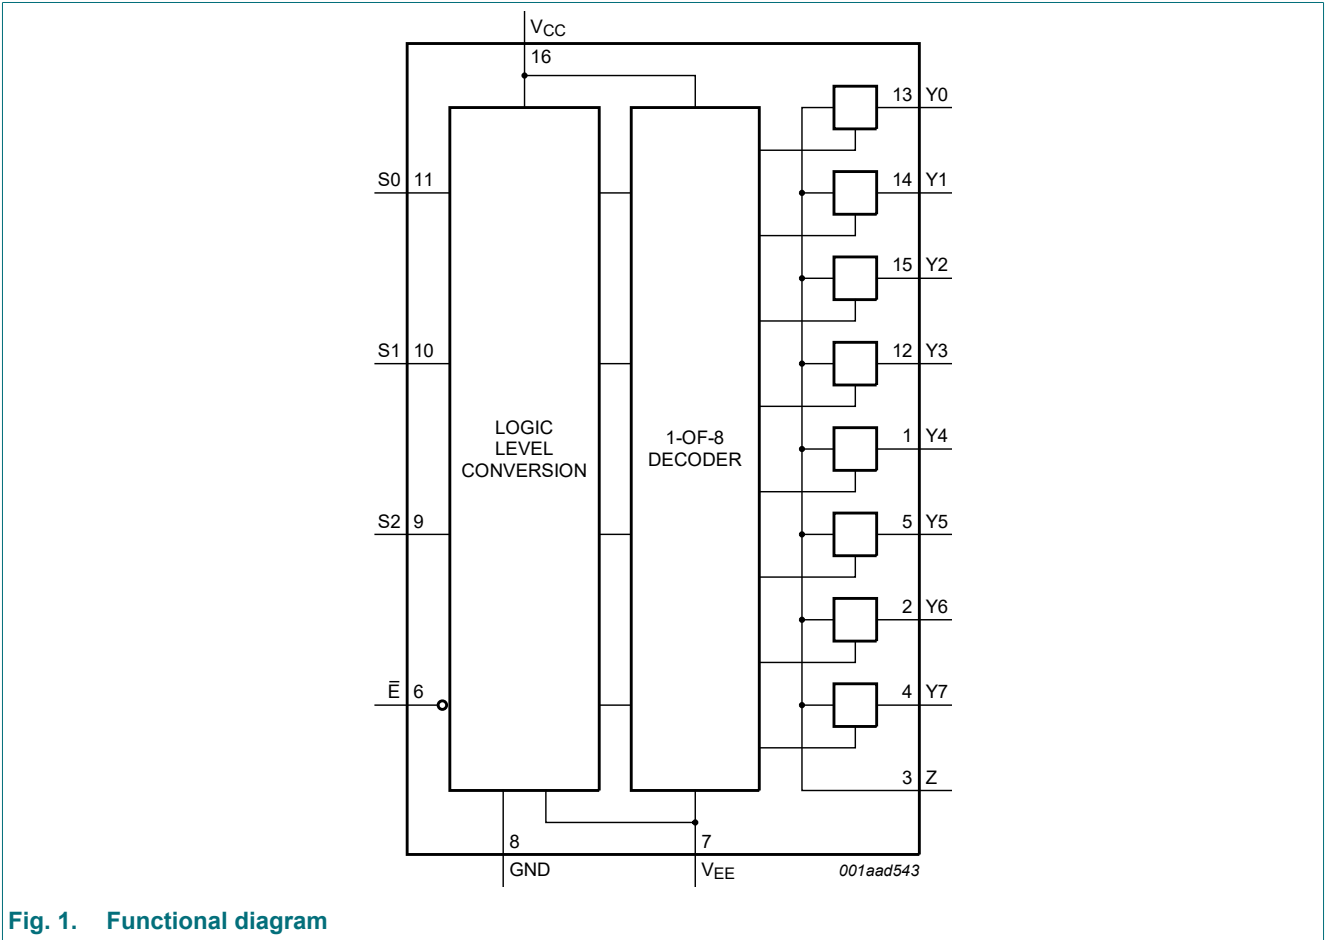 VCC
16
13 Y0
S0 11
14 Y1
15 Y2
S1 10
12 Y3
LOGIC
LEVEL
CONVERSION
1-OF-8
DECODER
1 Y4
S2 9
5 Y5
2 Y6
E̅ 6
4 Y7
3 Z
8
GND
7
VEE
001aad543
Fig. 1. Functional diagram